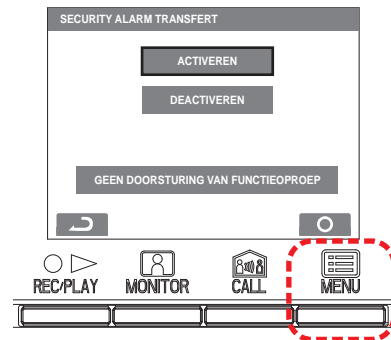 SECURITY ALARM TRANSFERT
ACTIVEREN
DEACTIVEREN
GEEN DOORSTURING VAN FUNCTIEOPROEP
REC/PLAY MONITOR CALL MENU